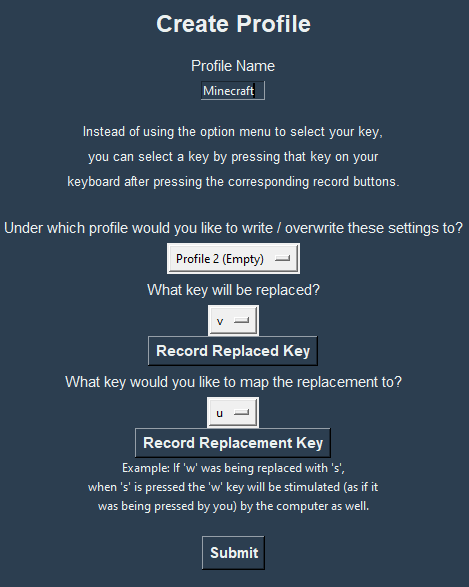 Create Profile
Profile Name
Minecraft
Instead of using the option menu to select your key,
you can select a key by pressing that key on your
keyboard after pressing the corresponding record buttons.
Under which profile would you like to write / overwrite these settings to?
Profile 2 (Empty)
What key will be replaced?
v
Record Replaced Key
What key would you like to map the replacement to?
u
Record Replacement Key
Example: If 'w' was being replaced with 's',
when 's' is pressed the 'w' key will be stimulated (as if it
was being pressed by you) by the computer as well.
Submit